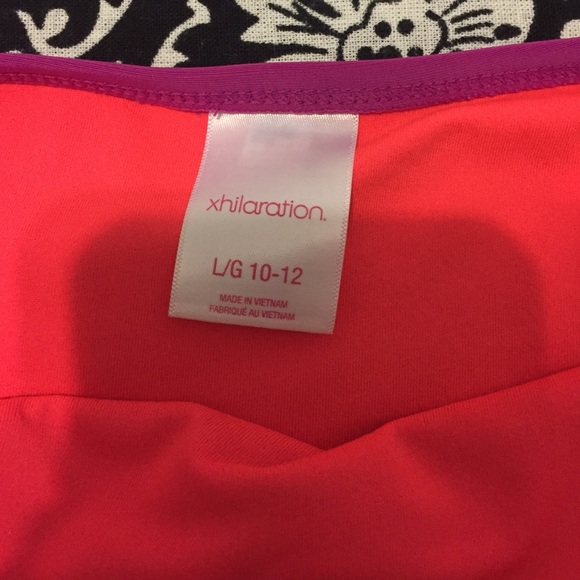 xhilaration.
L/G 10-12
MADE IN VIETNAM
FABRIQUÉ AU VIETNAM